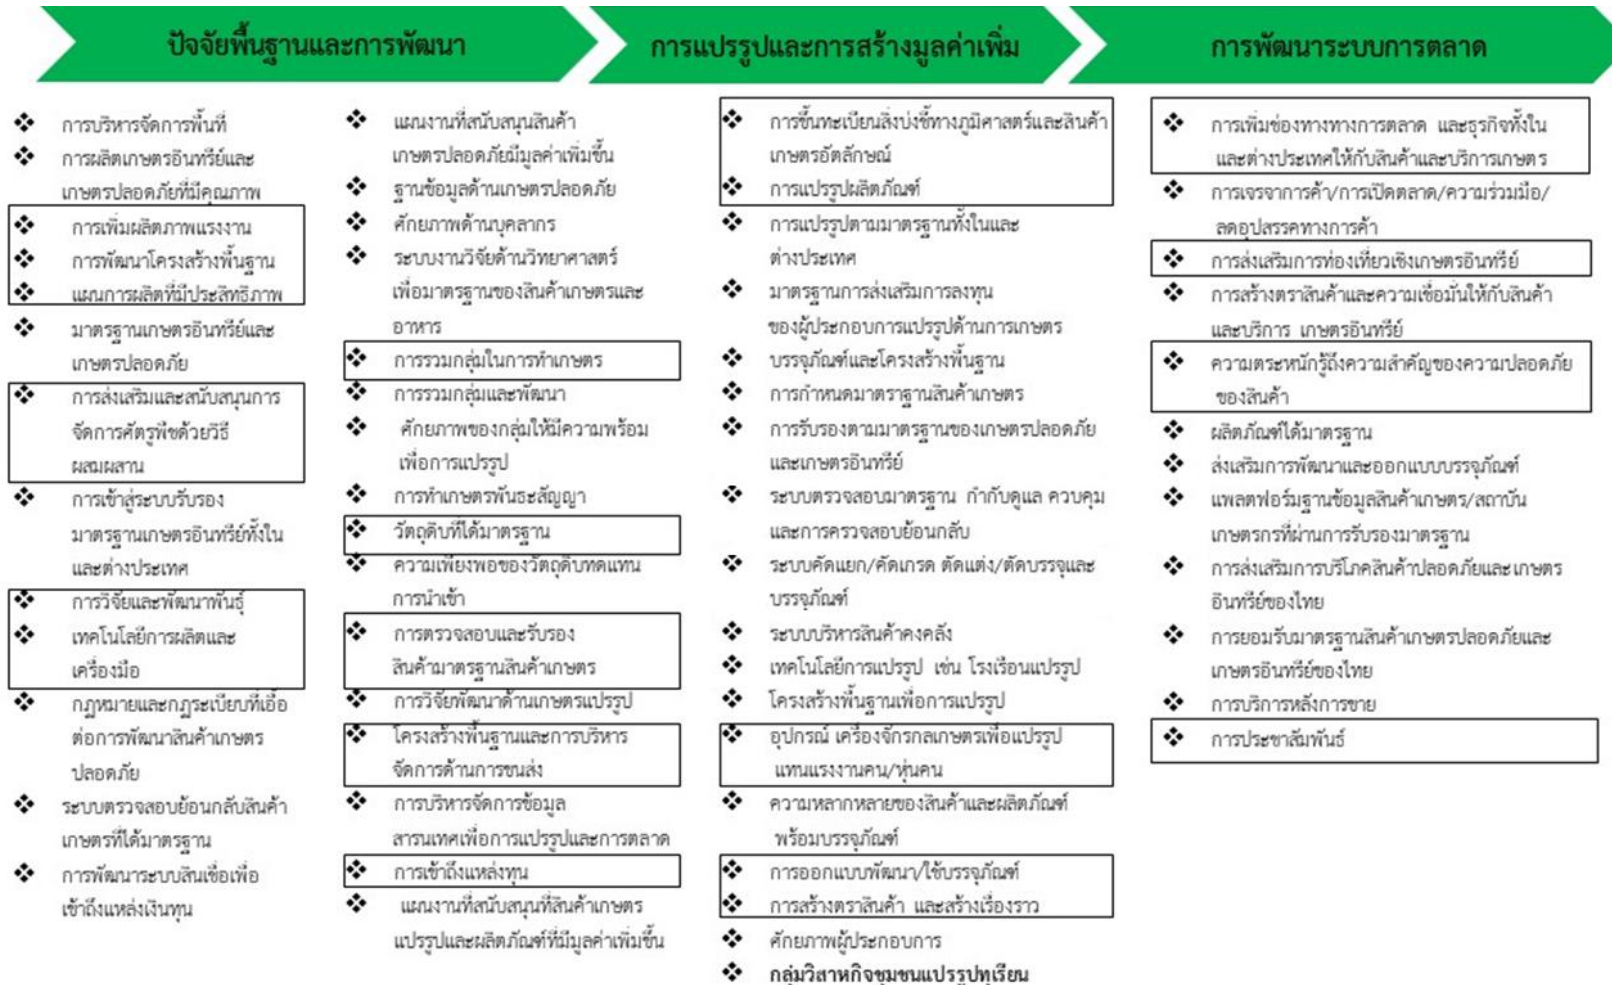 ปัจจัยพื้นฐานและการพัฒนา
การแปรรูปและการสร้างมูลค่าเพิ่ม
การพัฒนาระบบการตลาด
❖ การบริหารจัดการพื้นที่
❖ การผลิตเกษตรอินทรีย์และ
เกษตรปลอดภัยที่มีคุณภาพ
❖ การเพิ่มผลิตภาพแรงงาน
❖ การพัฒนาโครงสร้างพื้นฐาน
❖ แผนการผลิตที่มีประสิทธิภาพ
❖ มาตรฐานเกษตรอินทรีย์และ
เกษตรปลอดภัย
❖ การส่งเสริมและสนับสนุนการ
จัดการศัตรูพืชด้วยวิธี
ผสมผสาน
❖ การเข้าสู่ระบบรับรอง
มาตรฐานเกษตรอินทรีย์ทั้งใน
และต่างประเทศ
❖ การวิจัยและพัฒนาพันธุ์
❖ เทคโนโลยีการผลิตและ
เครื่องมือ
❖ กฎหมายและกฎระเบียบที่เอื้อ
ต่อการพัฒนาสินค้าเกษตร
ปลอดภัย
❖ ระบบตรวจสอบย้อนกลับสินค้า
เกษตรที่ได้มาตรฐาน
❖ การพัฒนาระบบสินเชื่อเพื่อ
เข้าถึงแหล่งเงินทุน
❖ แผนงานที่สนับสนุนสินค้า
เกษตรปลอดภัยมีมูลค่าเพิ่มขึ้น
❖ ฐานข้อมูลด้านเกษตรปลอดภัย
❖ ศักยภาพด้านบุคลากร
❖ ระบบงานวิจัยด้านวิทยาศาสตร์
เพื่อมาตรฐานของสินค้าเกษตรและ
อาหาร
❖ การรวมกลุ่มในการทำเกษตร
❖ การรวมกลุ่มและพัฒนา
❖ ศักยภาพของกลุ่มให้มีความพร้อม
เพื่อการแปรรูป
❖ การทำเกษตรพันธะสัญญา
❖ วัตถุดิบที่ได้มาตรฐาน
❖ ความเพียงพอของวัตถุดิบทดแทน
การนำเข้า
❖ การตรวจสอบและรับรอง
สินค้ามาตรฐานสินค้าเกษตร
❖ การวิจัยพัฒนาด้านเกษตรแปรรูป
❖ โครงสร้างพื้นฐานและการบริหาร
จัดการด้านการขนส่ง
❖ การบริหารจัดการข้อมูล
สารนเทศเพื่อการแปรรูปและการตลาด
❖ การเข้าถึงแหล่งทุน
❖ แผนงานที่สนับสนุนที่สินค้าเกษตร
แปรรูปและผลิตภัณฑ์ที่มีมูลค่าเพิ่มขึ้น
❖ การขึ้นทะเบียนสิ่งบ่งชี้ทางภูมิศาสตร์และสินค้า
เกษตรอัตลักษณ์
❖ การแปรรูปผลิตภัณฑ์
❖ การแปรรูปตามมาตรฐานทั้งในและ
ต่างประเทศ
❖ มาตรฐานการส่งเสริมการลงทุน
ของผู้ประกอบการแปรรูปด้านการเกษตร
❖ บรรจุภัณฑ์และโครงสร้างพื้นฐาน
❖ การกำหนดมาตราฐานสินค้าเกษตร
❖ การรับรองตามมาตรฐานของเกษตรปลอดภัย
และเกษตรอินทรีย์
❖ ระบบตรวจสอบมาตรฐาน กำกับดูแล ควบคุม
และการครวจสอบย้อนกลับ
❖ ระบบคัดแยก/คัดเกรด ตัดแต่ง/ตัดบรรจุและ
บรรจุภัณฑ์
❖ ระบบบริหารสินค้าคงคลัง
❖ เทคโนโลยีการแปรรูป เช่น โรงเรือนแปรรูป
❖ โครงสร้างพื้นฐานเพื่อการแปรรูป
❖ อุปกรณ์ เครื่องจักรกลเกษตรเพื่อแปรรูป
แทนแรงงานคน/หุ่นคน
❖ ความหลากหลายของสินค้าและผลิตภัณฑ์
พร้อมบรรจุภัณฑ์
❖ การออกแบบพัฒนา/ใช้บรรจุภัณฑ์
❖ การสร้างตราสินค้า และสร้างเรื่องราว
❖ ศักยภาพผู้ประกอบการ
❖ กลุ่มวิสาหกิจชุมชนแปรรูปทุเรียน
❖ การเพิ่มช่องทางทางการตลาด และธุรกิจทั้งใน
และต่างประเทศให้กับสินค้าและบริการเกษตร
❖ การเจรจาการค้า/การเปิดตลาด/ความร่วมมือ/
ลดอุปสรรคทางการค้า
❖ การส่งเสริมการท่องเที่ยวเชิงเกษตรอินทรีย์
❖ การสร้างตราสินค้าและความเชื่อมั่นให้กับสินค้า
และบริการ เกษตรอินทรีย์
❖ ความตระหนักรู้ถึงความสำคัญของความปลอดภัย
ของสินค้า
❖ ผลิตภัณฑ์ได้มาตรฐาน
❖ ส่งเสริมการพัฒนาและออกแบบบรรจุภัณฑ์
❖ แพลตฟอร์มฐานข้อมูลสินค้าเกษตร/สถาบัน
เกษตรกรที่ผ่านการรับรองมาตรฐาน
❖ การส่งเสริมการบริโภคสินค้าปลอดภัยและเกษตร
อินทรีย์ของไทย
❖ การยอมรับมาตรฐานสินค้าเกษตรปลอดภัยและ
เกษตรอินทรีย์ของไทย
❖ การบริการหลังการขาย
❖ การประชาสัมพันธ์